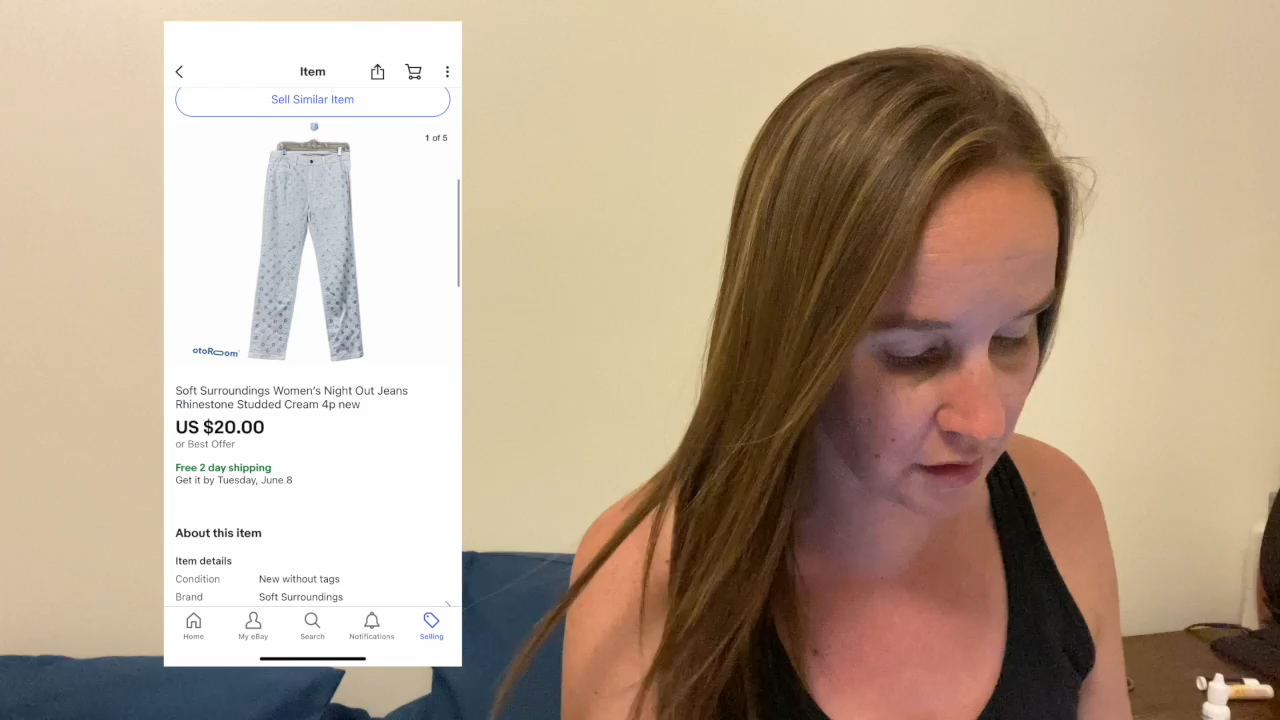 Item
Sell Similar Item
1 of 5
otoRoom
Soft Surroundings Women's Night Out Jeans
Rhinestone Studded Cream 4p new
US $20.00
or Best Offer
Free 2 day shipping
Get it by Tuesday, June 8
About this item
Item details
Condition New without tags
Brand Soft Surroundings
Home My eBay Search Notifications Selling